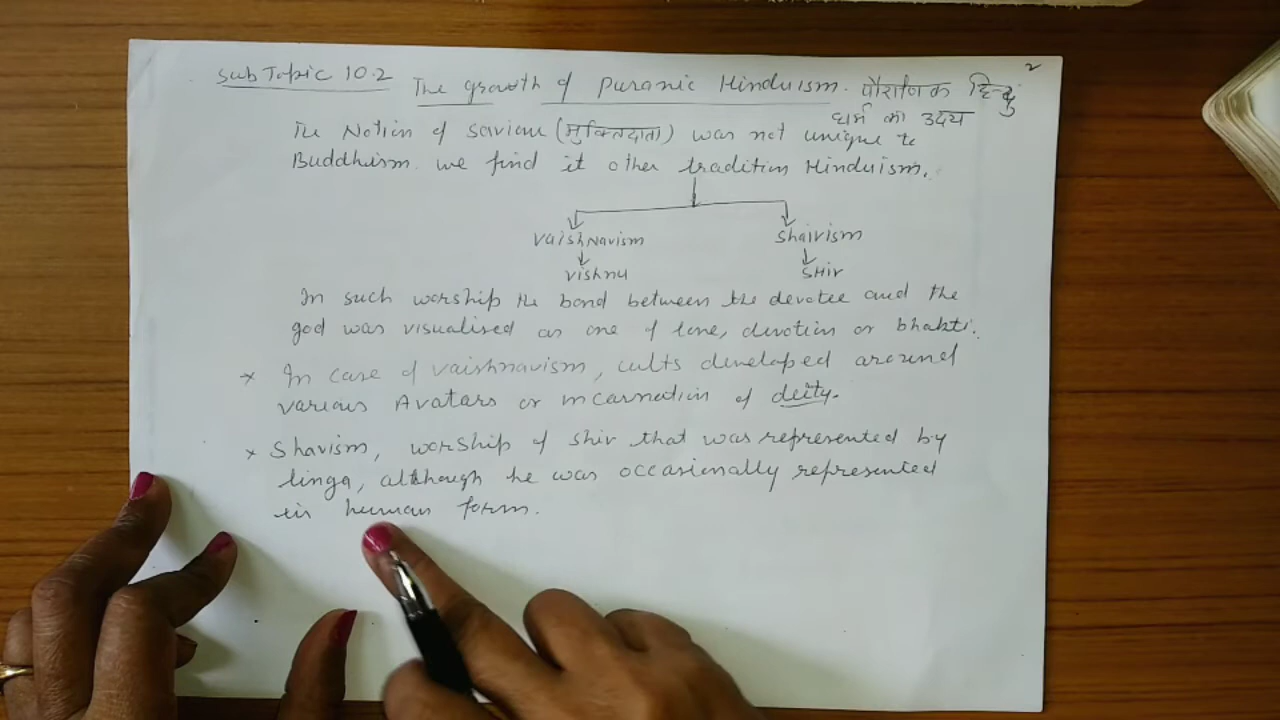 2
Sub Topic 10.2 The growth of Puranic Hinduism. पौराणिक हिन्दु
धर्म का उदय
The Notion of Saviour (मुक्तिदाता) was not unique to
Buddhism. we find it other tradition Hinduism.
Vaishnavism Shaivism
Vishnu Shiv
In such worship the bond between the devotee and the
god was visualised as one of love, devotion or bhakti.
* In case of vaishnavism, cults developed around
various Avatars or incarnation of deity.
* Shavism, worship of shiv that was represented by
linga, although he was occasionally represented
in human form.